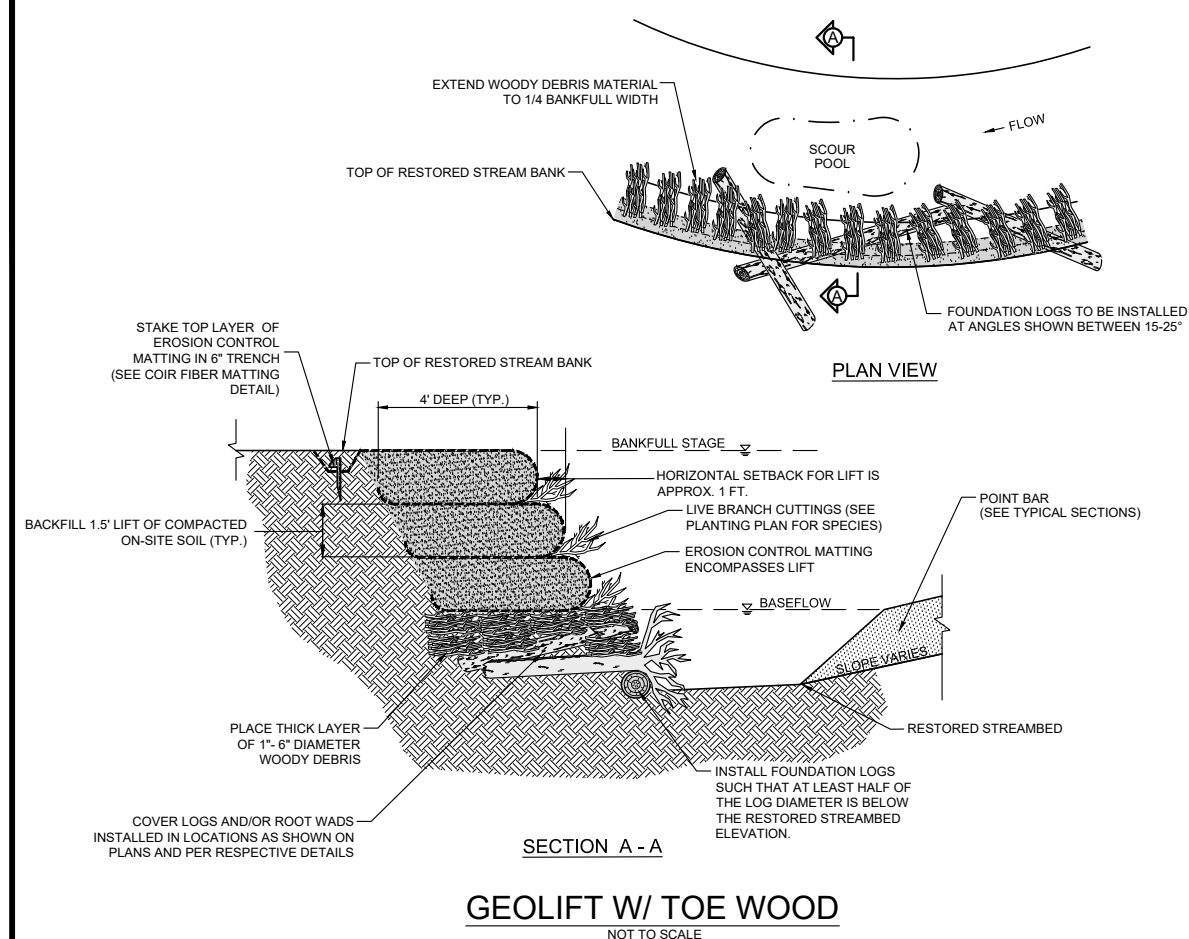 A
EXTEND WOODY DEBRIS MATERIAL
TO 1/4 BANKFULL WIDTH
FLOW
SCOUR
POOL
TOP OF RESTORED STREAM BANK
A
FOUNDATION LOGS TO BE INSTALLED
AT ANGLES SHOWN BETWEEN 15-25°
PLAN VIEW
STAKE TOP LAYER OF
EROSION CONTROL
MATTING IN 6" TRENCH
(SEE COIR FIBER MATTING
DETAIL)
TOP OF RESTORED STREAM BANK
4' DEEP (TYP.)
BANKFULL STAGE
HORIZONTAL SETBACK FOR LIFT IS
APPROX. 1 FT.
LIVE BRANCH CUTTINGS (SEE
PLANTING PLAN FOR SPECIES)
POINT BAR
(SEE TYPICAL SECTIONS)
BACKFILL 1.5' LIFT OF COMPACTED
ON-SITE SOIL (TYP.)
EROSION CONTROL MATTING
ENCOMPASSES LIFT
BASEFLOW
SLOPE VARIES
PLACE THICK LAYER
OF 1"- 6" DIAMETER
WOODY DEBRIS
RESTORED STREAMBED
INSTALL FOUNDATION LOGS
SUCH THAT AT LEAST HALF OF
THE LOG DIAMETER IS BELOW
THE RESTORED STREAMBED
ELEVATION.
COVER LOGS AND/OR ROOT WADS
INSTALLED IN LOCATIONS AS SHOWN ON
PLANS AND PER RESPECTIVE DETAILS
SECTION A - A
GEOLIFT W/ TOE WOOD
NOT TO SCALE